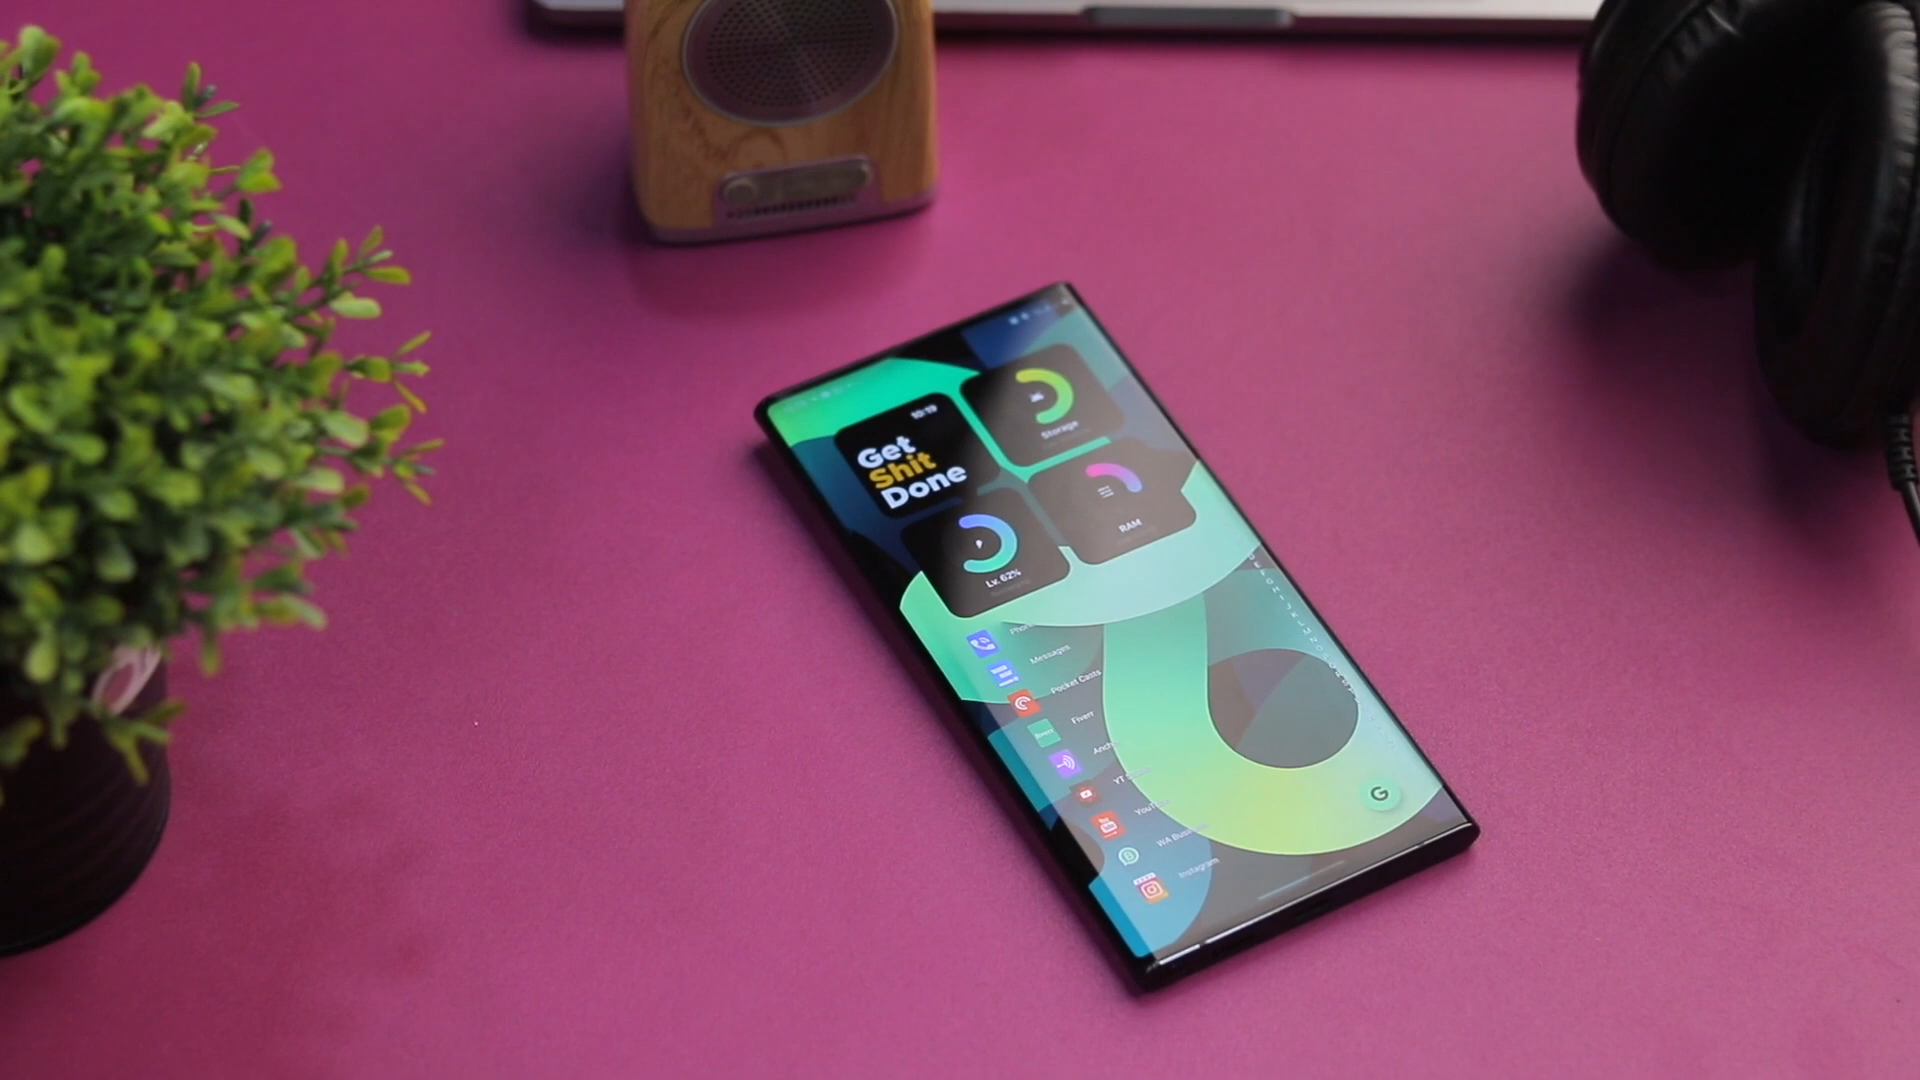 10:19
Get
Shit
Done
Storage
Lv. 62%
RAM
Phone
Messages
Pocket Casts
Fiverr
YouTube
WA Business
Instagram
G